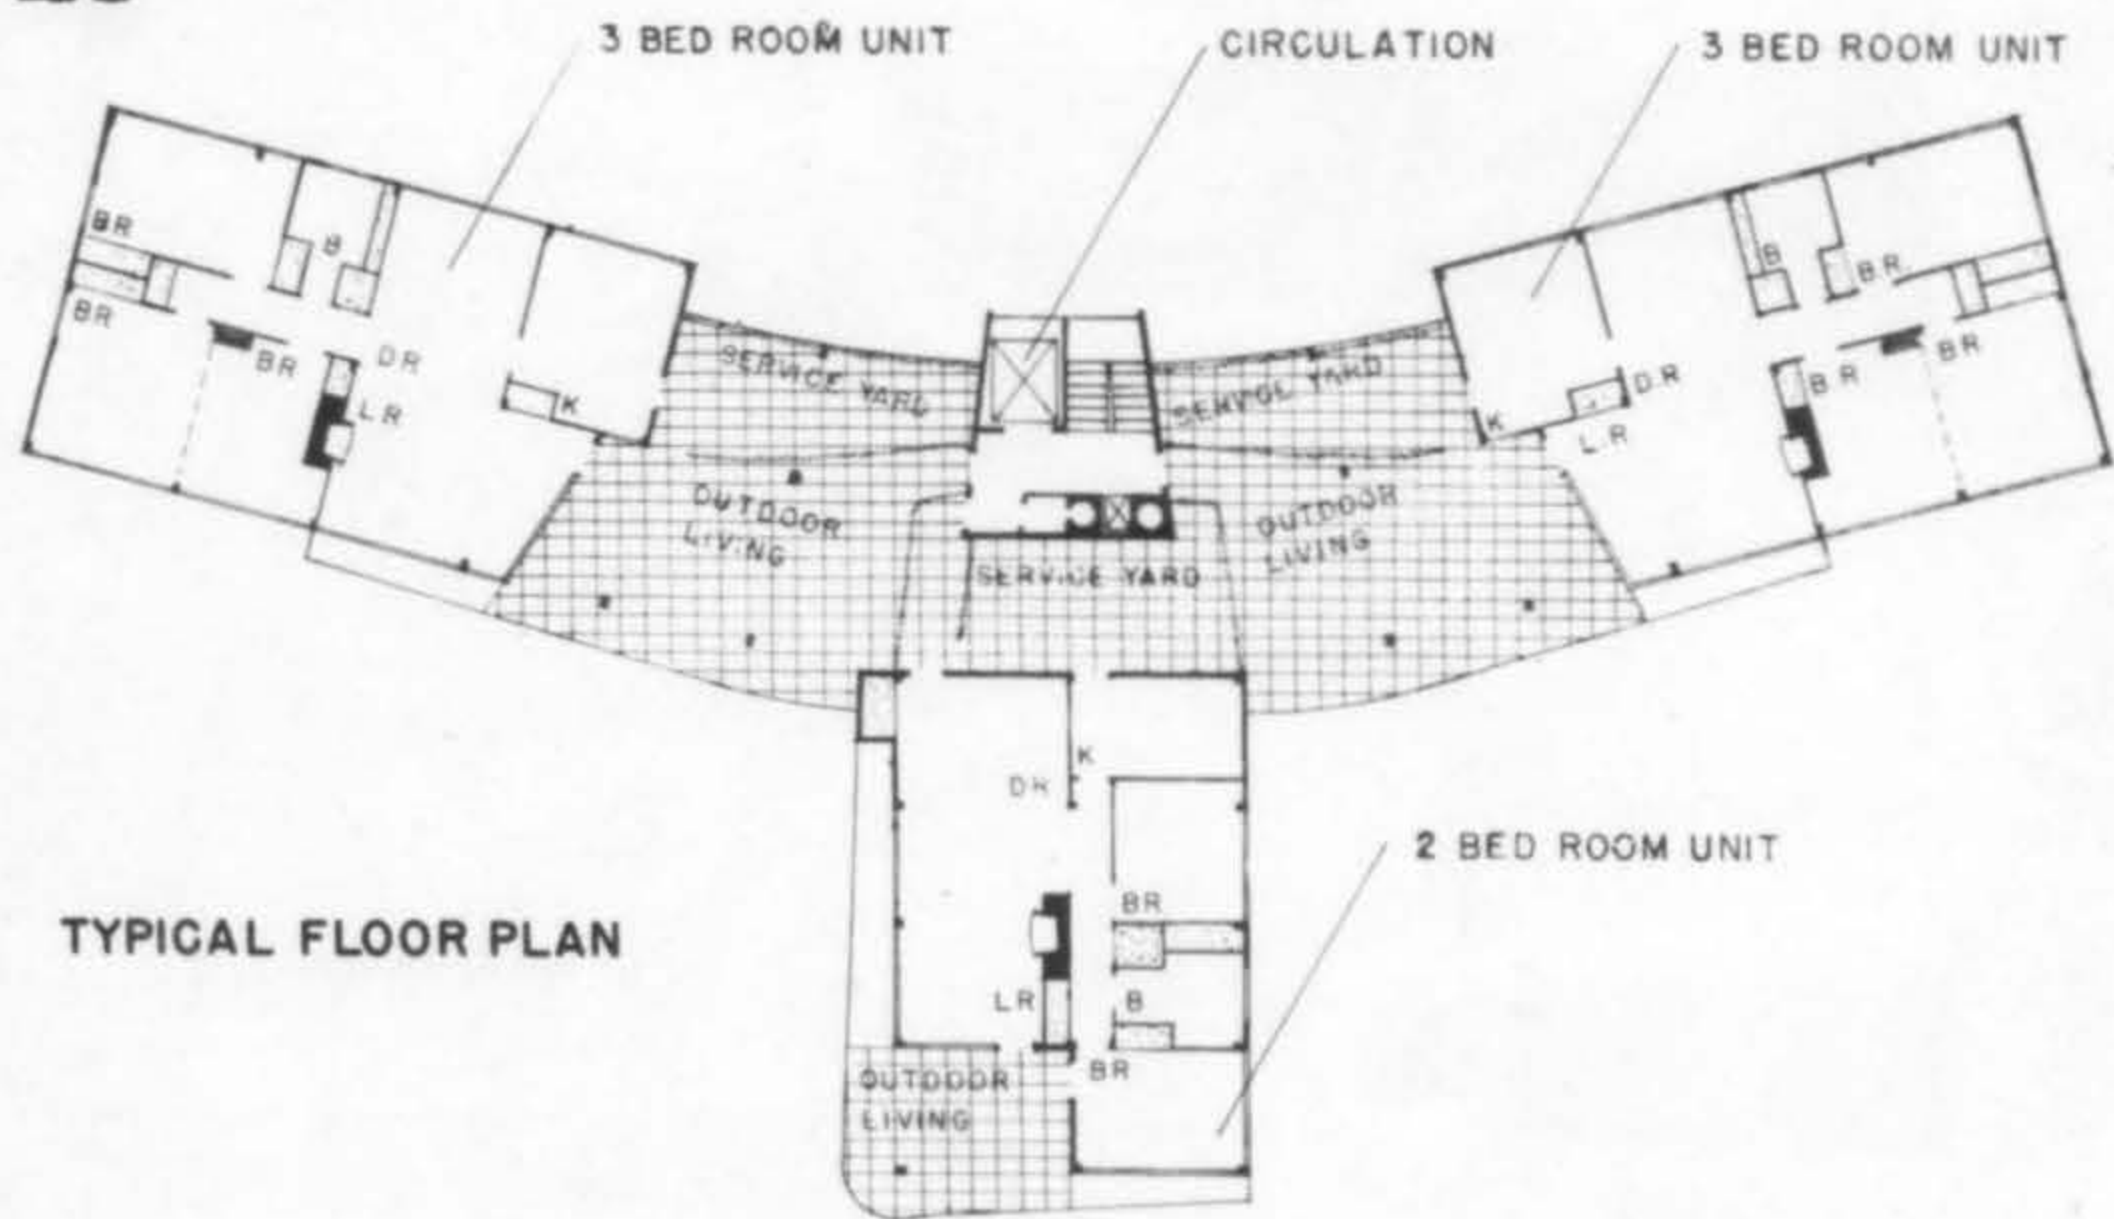 3 BED ROOM UNIT
CIRCULATION
3 BED ROOM UNIT
BR
B
BR
BR
DR
LR
K
SERVICE YARD
SERVICE YARD
B
BR
BR
BR
DR
K
L.R
OUTDOOR
LIVING
OUTDOOR
LIVING
SERVICE YARD
K
DR
2 BED ROOM UNIT
BR
TYPICAL FLOOR PLAN
LR
B
BR
OUTDOOR
LIVING